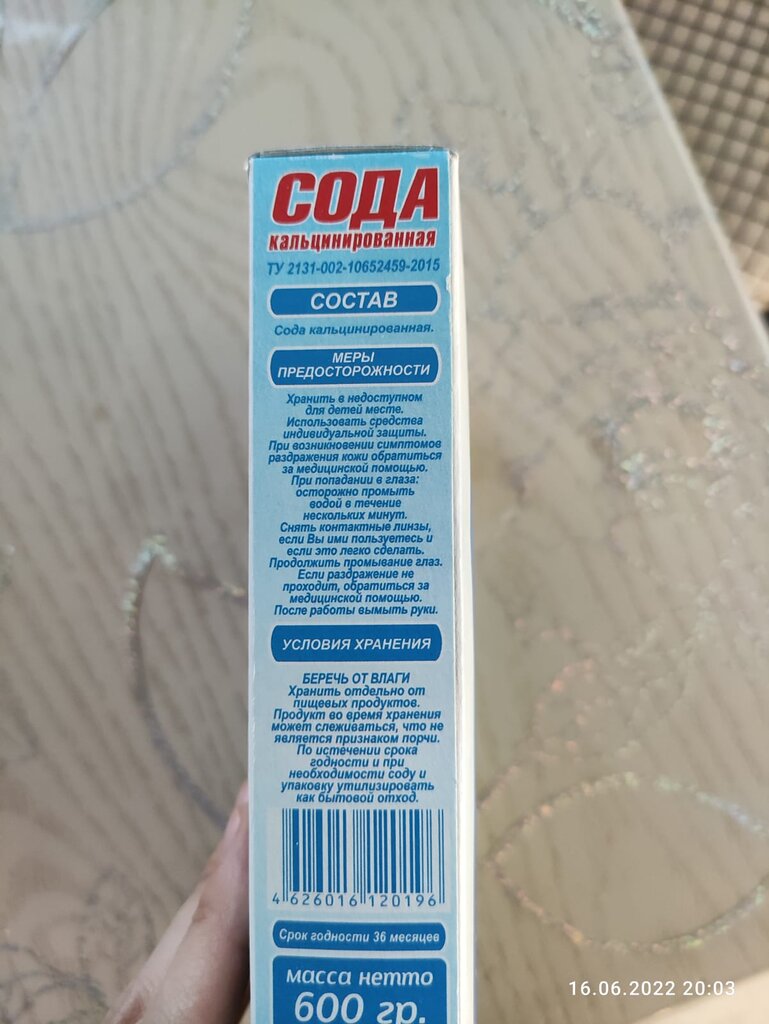 СОДА
кальцинированная
ТУ 2131-002-10652459-2015
СОСТАВ
Сода кальцинированная.
МЕРЫ
ПРЕДОСТОРОЖНОСТИ
Хранить в недоступном
для детей месте.
Использовать средства
индивидуальной защиты.
При возникновении симптомов
раздражения кожи обратиться
за медицинской помощью.
При попадании в глаза:
осторожно промыть
водой в течение
нескольких минут.
Снять контактные линзы,
если Вы ими пользуетесь и
если это легко сделать.
Продолжить промывание глаз.
Если раздражение не
проходит, обратиться за
медицинской помощью.
После работы вымыть руки.
УСЛОВИЯ ХРАНЕНИЯ
БЕРЕЧЬ ОТ ВЛАГИ
Хранить отдельно от
пищевых продуктов.
Продукт во время хранения
может слеживаться, что не
является признаком порчи.
По истечении срока
годности и при
необходимости соду и
упаковку утилизировать
как бытовой отход.
4 626016 120196
Срок годности 36 месяцев
масса нетто
600 гр.
16.06.2022 20:03